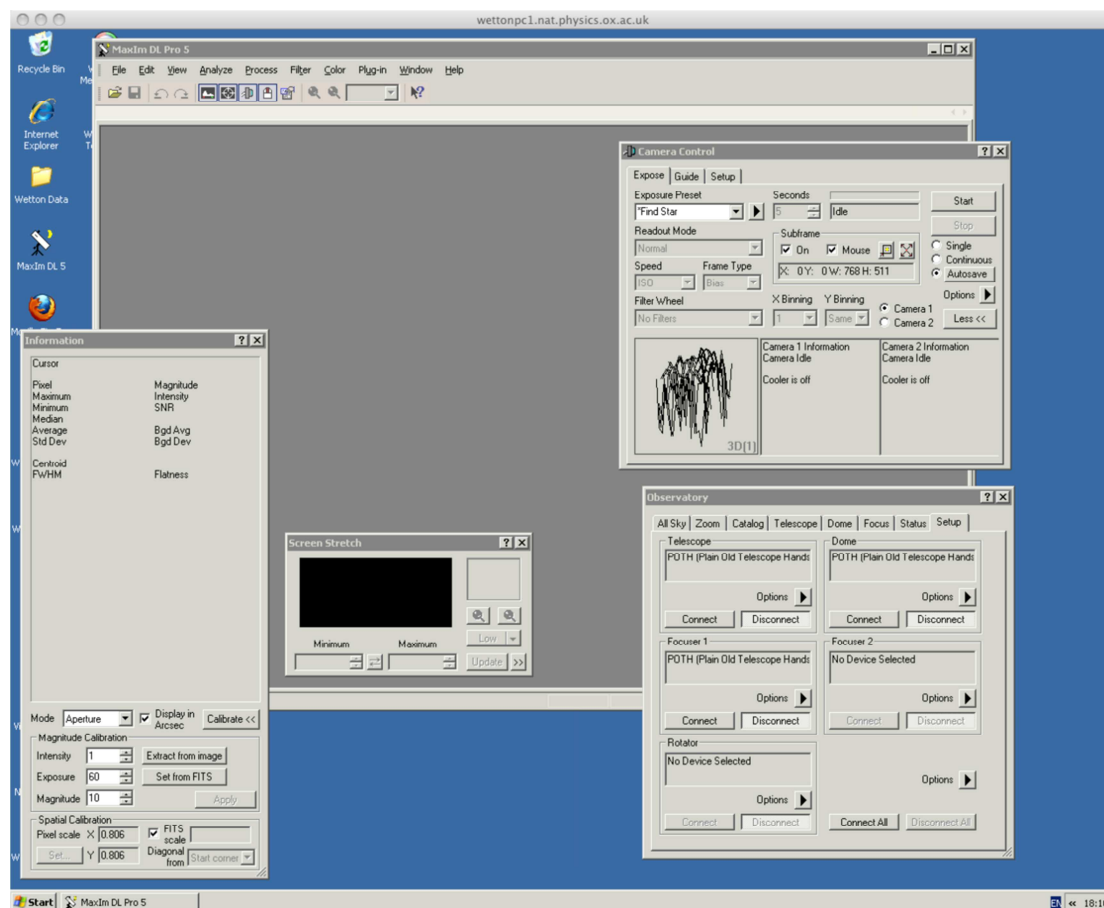 wettonpc1.nat.physics.ox.ac.uk
Recycle Bin
MaxIm DL Pro 5
File Edit View Analyze Process Filter Color Plug-in Window Help
Internet Explorer
Wetton Data
MaxIm DL 5
Camera Control
Expose Guide Setup
Exposure Preset Seconds Start
*Find Star 5 Idle
Stop
Readout Mode Subframe
Normal On Mouse Single
Continuous
Speed Frame Type X: 0 Y: 0 W: 768 H: 511 Autosave
ISO Bias
Options
Filter Wheel X Binning Y Binning Camera 1
No Filters 1 Same Camera 2 Less <<
Camera 1 Information Camera 2 Information
Camera Idle Camera Idle
Cooler is off Cooler is off
3D[1]
Information
Cursor
Pixel Magnitude
Maximum Intensity
Minimum SNR
Median
Average Bgd Avg
Std Dev Bgd Dev
Centroid
FWHM Flatness
Mode Aperture Display in Arcsec Calibrate <<
Magnitude Calibration
Intensity 1 Extract from image
Exposure 60 Set from FITS
Magnitude 10 Apply
Spatial Calibration
Pixel scale X 0.806 FITS scale
Set... Y 0.806 Diagonal from Start corner
Screen Stretch
Low
Minimum Maximum
Update >>
Observatory
All Sky Zoom Catalog Telescope Dome Focus Status Setup
Telescope Dome
POTH (Plain Old Telescope Hands POTH (Plain Old Telescope Hands
Options Options
Connect Disconnect Connect Disconnect
Focuser 1 Focuser 2
POTH (Plain Old Telescope Hands No Device Selected
Options Options
Connect Disconnect Connect Disconnect
Rotator
No Device Selected
Options
Options
Connect Disconnect Connect All Disconnect All
Start MaxIm DL Pro 5 EN «